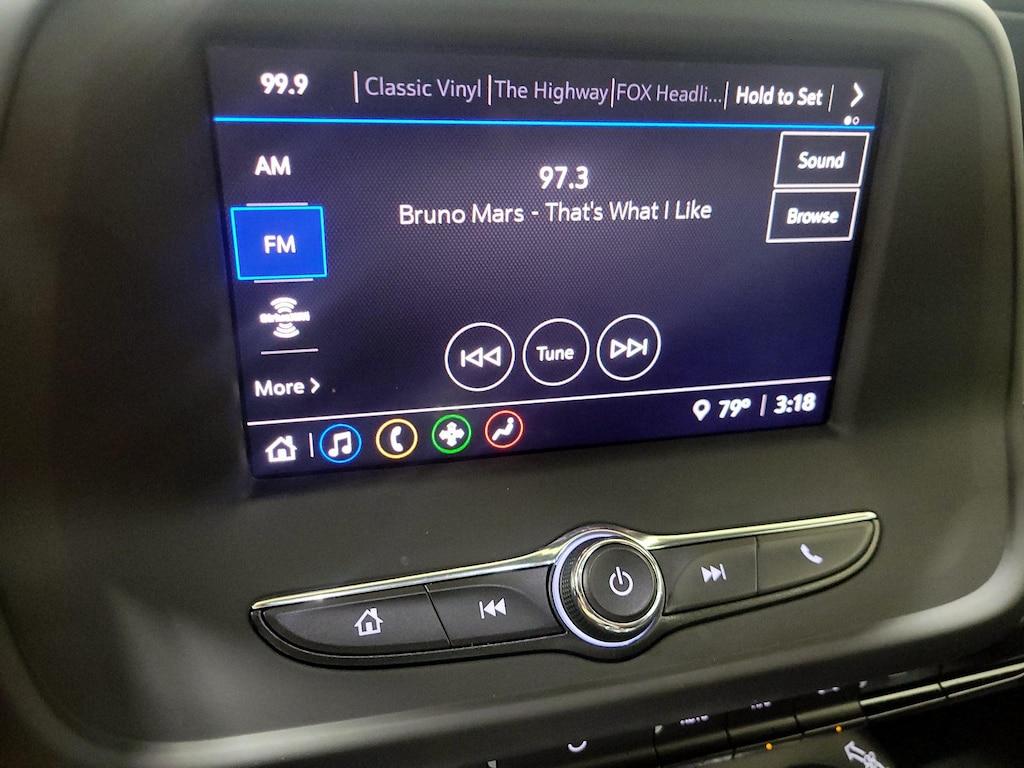 99.9 | Classic Vinyl | The Highway | FOX Headli... | Hold to Set |
AM
97.3
Sound
Bruno Mars - That's What I Like
Browse
FM
SiriusXM
Tune
More
79° | 3:18